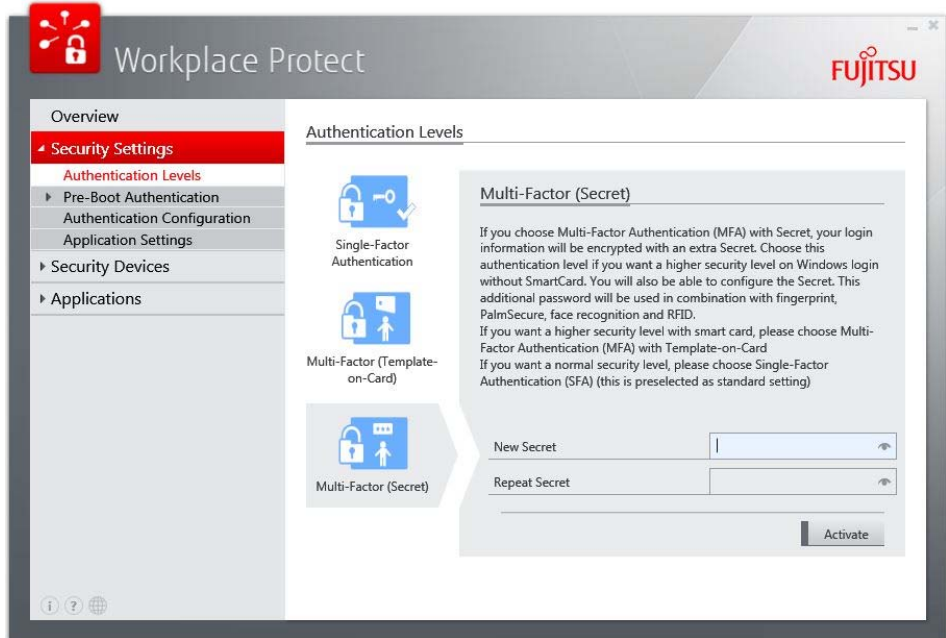 Workplace Protect
FUJITSU
Overview
Security Settings
Authentication Levels
Pre-Boot Authentication
Authentication Configuration
Application Settings
Security Devices
Applications
Authentication Levels
Single-Factor
Authentication
Multi-Factor (Template-
on-Card)
Multi-Factor (Secret)
Multi-Factor (Secret)
If you choose Multi-Factor Authentication (MFA) with Secret, your login
information will be encrypted with an extra Secret. Choose this
authentication level if you want a higher security level on Windows login
without SmartCard. You will also be able to configure the Secret. This
additional password will be used in combination with fingerprint,
PalmSecure, face recognition and RFID.
If you want a higher security level with smart card, please choose Multi-
Factor Authentication (MFA) with Template-on-Card
If you want a normal security level, please choose Single-Factor
Authentication (SFA) (this is preselected as standard setting)
New Secret
Repeat Secret
Activate